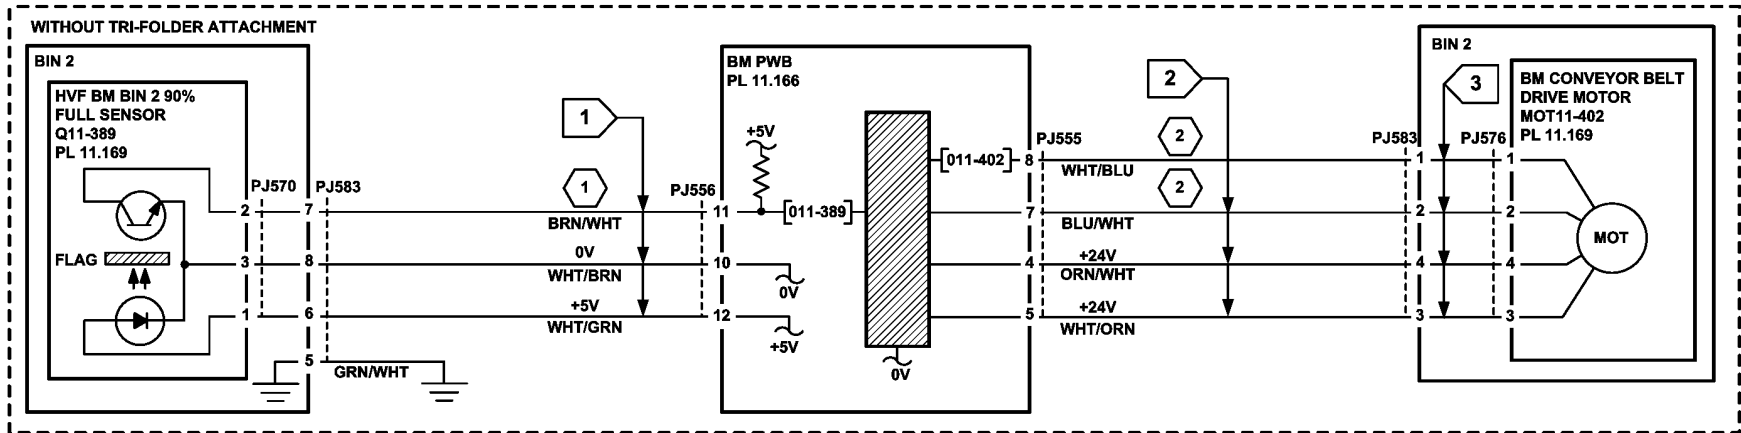 WITHOUT TRI-FOLDER ATTACHMENT
BIN 2
HVF BM BIN 2 90%
FULL SENSOR
Q11-389
PL 11.169
FLAG
PJ570
PJ583
2
7
3
8
1
6
5
GRN/WHT
1
1
BRN/WHT
0V
WHT/BRN
+5V
WHT/GRN
PJ556
11
10
12
BM PWB
PL 11.166
+5V
011-389
0V
+5V
0V
011-402
8
7
4
5
PJ555
WHT/BLU
BLU/WHT
+24V
ORN/WHT
+24V
WHT/ORN
2
2
2
PJ583
1
2
4
3
BIN 2
3
PJ576
1
2
4
3
BM CONVEYOR BELT
DRIVE MOTOR
MOT11-402
PL 11.169
MOT